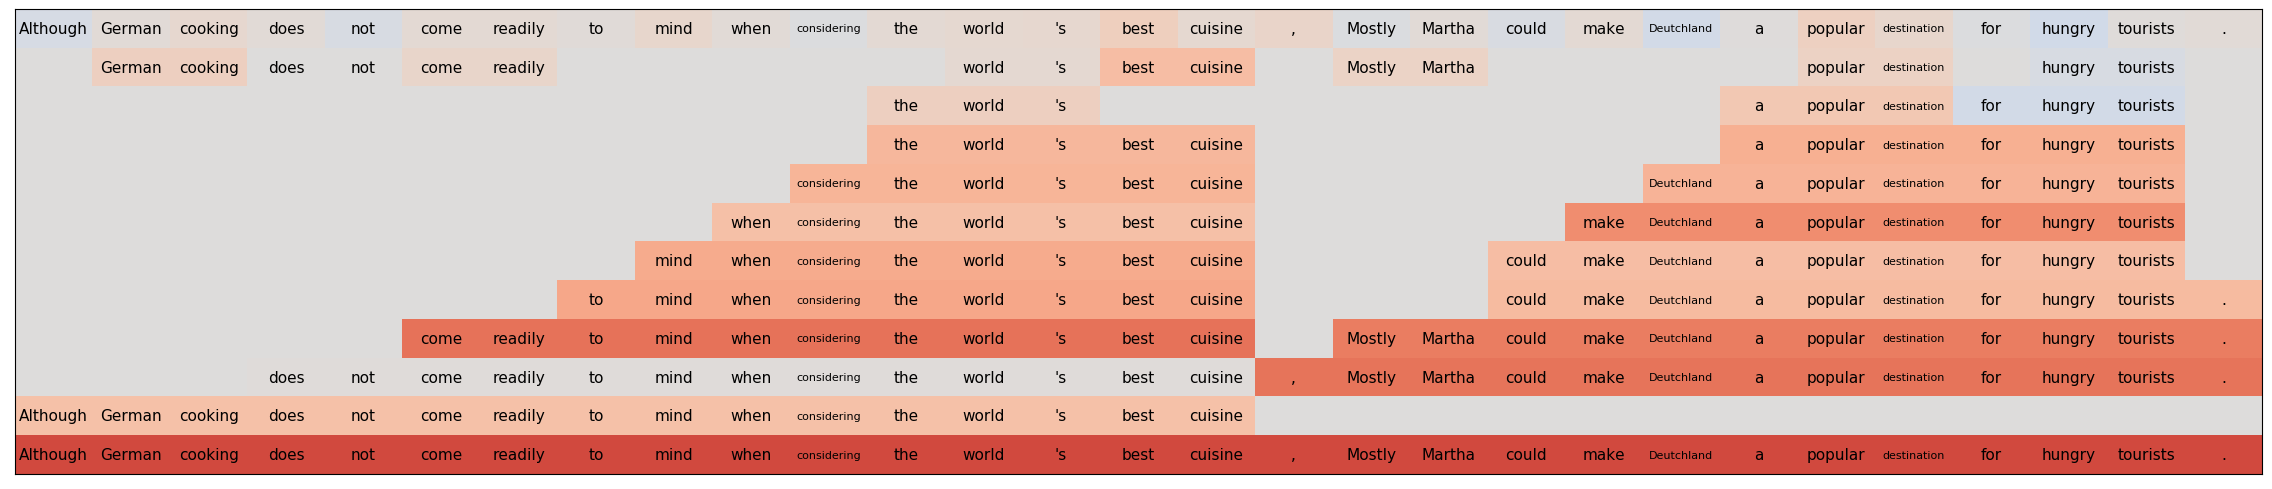 Although German cooking does not come readily to mind when considering the world 's best cuisine , Mostly Martha could make Deutchland a popular destination for hungry tourists .
German cooking does not come readily world 's best cuisine Mostly Martha popular destination hungry tourists
the world 's a popular destination for hungry tourists
the world 's best cuisine a popular destination for hungry tourists
considering the world 's best cuisine Deutchland a popular destination for hungry tourists
when considering the world 's best cuisine make Deutchland a popular destination for hungry tourists
mind when considering the world 's best cuisine could make Deutchland a popular destination for hungry tourists
to mind when considering the world 's best cuisine could make Deutchland a popular destination for hungry tourists .
come readily to mind when considering the world 's best cuisine Mostly Martha could make Deutchland a popular destination for hungry tourists .
does not come readily to mind when considering the world 's best cuisine , Mostly Martha could make Deutchland a popular destination for hungry tourists .
Although German cooking does not come readily to mind when considering the world 's best cuisine
Although German cooking does not come readily to mind when considering the world 's best cuisine , Mostly Martha could make Deutchland a popular destination for hungry tourists .